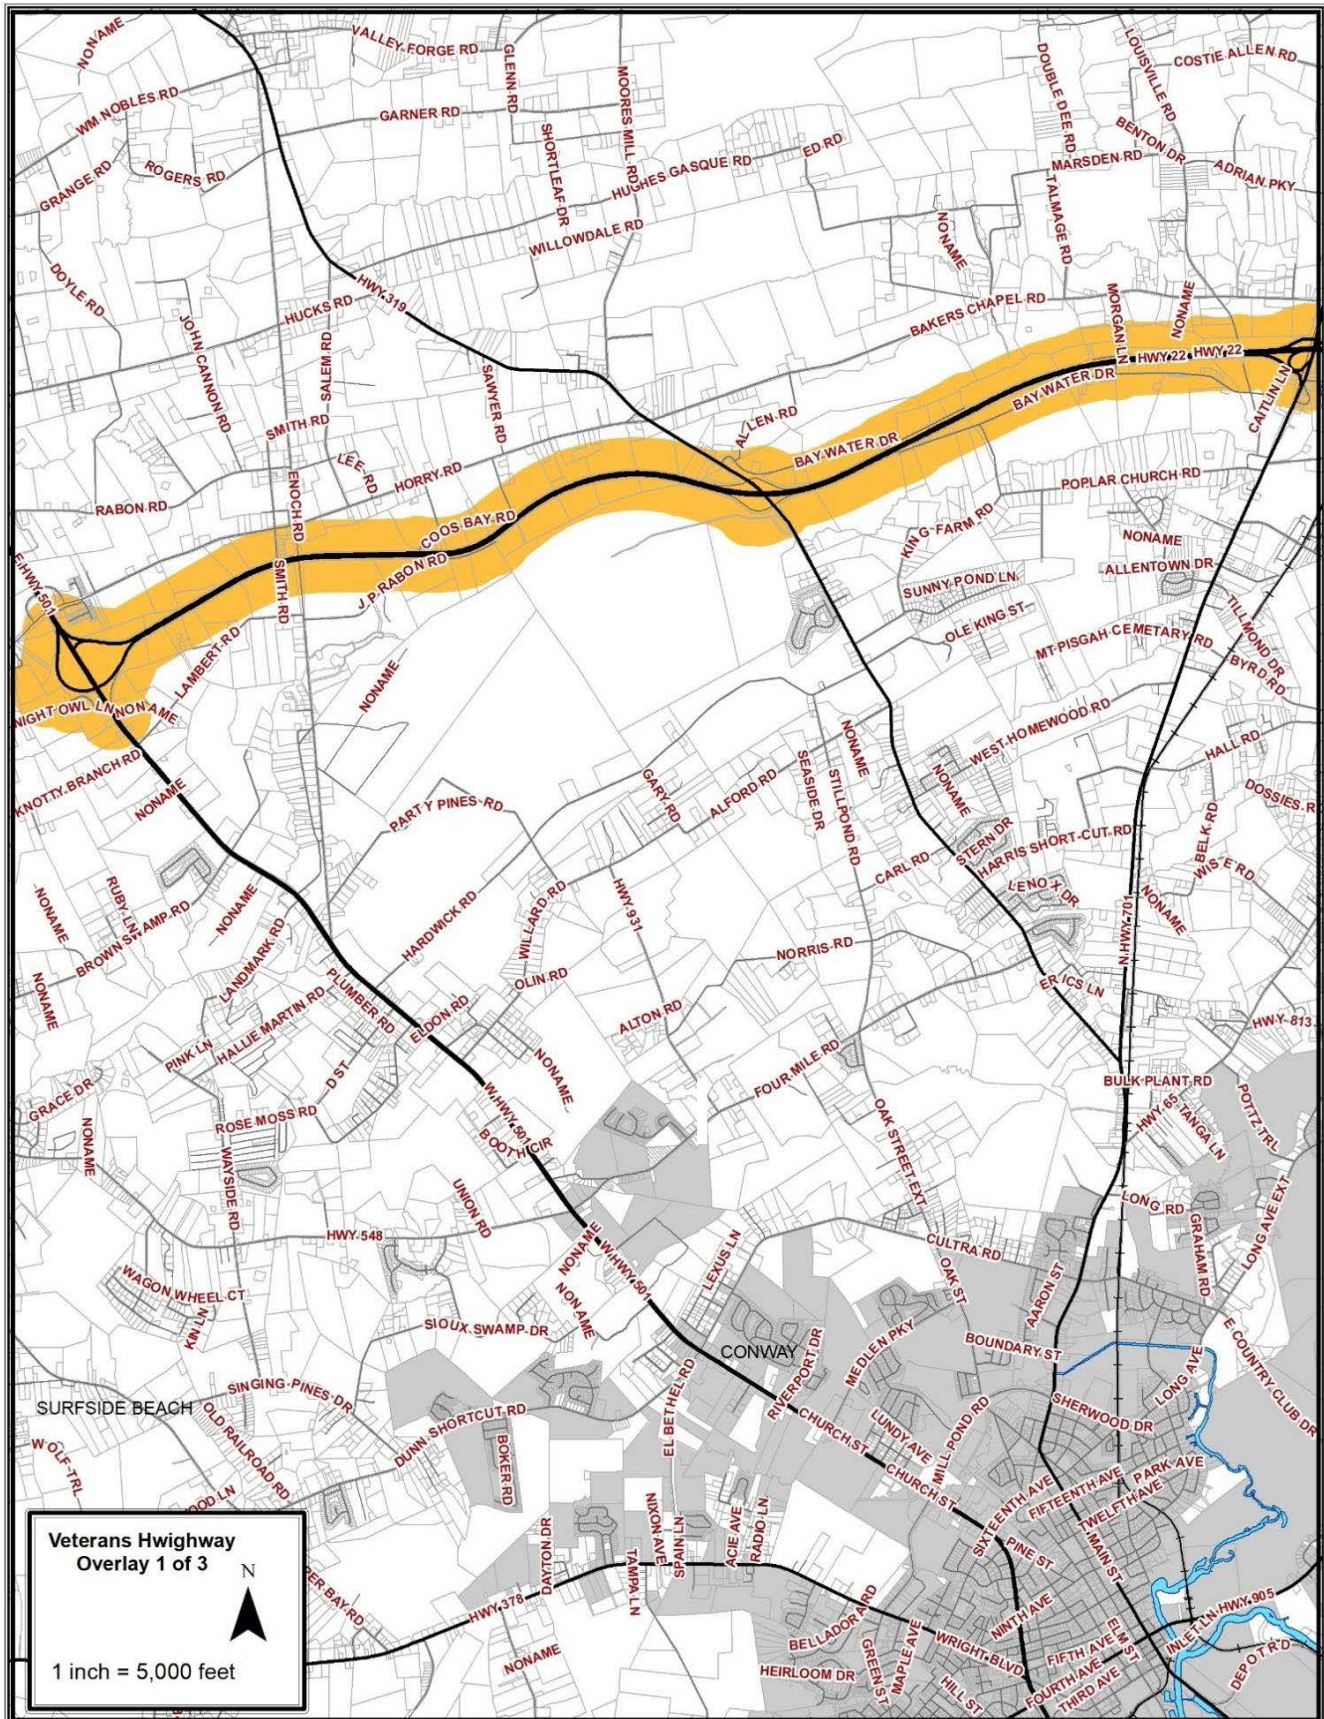 NONAME
VALLEY FORGE RD
GLENN RD
MOORES MILL RD
DOUBLE DEE RD
LOUISVILLE RD
COSTIE ALLEN RD
WM NOBLES RD
GARNER RD
SHORTLEAF DR
HUGHES GASQUE RD
ED RD
MARSDEN RD
BENTON DR
ADRIAN PKY
GRANGE RD
ROGERS RD
TALMAGE RD
WILLOWDALE RD
NONAME
DOYLE RD
JOHN CANNON RD
HUCKS RD
SALEM RD
HWY 319
BAKERS CHAPEL RD
MORGAN LN
NONAME
HWY 22
HWY 22
SAWYER RD
BAY WATER DR
CAITLIN LN
SMITH RD
ALLEN RD
BAY WATER DR
LEE RD
HORRY RD
ENOCH RD
RABON RD
POPLAR CHURCH RD
COOS BAY RD
KING FARM RD
NONAME
E HWY 501
SMITH RD
J P RABON RD
SUNNY POND LN
ALLENTOWN DR
OLE KING ST
TILLMOND DR
LAMBERT RD
MT PISGAH CEMETARY RD
BYRD RD
NONAME
NIGHT OWL LN
NONAME
WEST HOMEWOOD RD
HALL RD
KNOTTY BRANCH RD
NONAME
SEASIDE DR
STILLPOND RD
NONAME
NONAME
GARY RD
ALFORD RD
DOSSIES R
PARTY PINES RD
STERN DR
HARRIS SHORT CUT RD
BELK RD
WISE RD
CARL RD
LENOX DR
NONAME
RUBY LN
BROWN SWAMP RD
NONAME
HARDWICK RD
WILLARD RD
HWY 931
N HWY 701
NONAME
LANDMARK RD
NORRIS RD
OLIN RD
NONAME
HALLIE MARTIN RD
PLUMBER RD
ELDON RD
ALTON RD
ERICS LN
HWY 813
PINK LN
D ST
NONAME
FOUR MILE RD
BULK PLANT RD
GRACE DR
ROSE MOSS RD
W HWY 501
BOOTH CIR
OAK STREET EXT
HWY 65
TANGA LN
POTTZ TRL
NONAME
WAYSIDE RD
UNION RD
LONG RD
GRAHAM RD
LONG AVE EXT
HWY 548
NONAME
W HWY 501
LEXUS LN
CULTRA RD
OAK ST
AARON ST
WAGON WHEEL CT
KIN LN
NONAME
SIOUX SWAMP DR
CONWAY
RIVERPORT DR
MEDLEN PKY
BOUNDARY ST
LONG AVE
E COUNTRY CLUB DR
EL BETHEL RD
SINGING PINES DR
SURFSIDE BEACH
OLD RAILROAD RD
DUNN SHORTCUT RD
BOKER RD
CHURCH ST
LUNDY AVE
MILL POND RD
SHERWOOD DR
WOLF TRL
OOD LN
CHURCH ST
SIXTEENTH AVE
FIFTEENTH AVE
PARK AVE
TWELFTH AVE
DAYTON DR
NIXON AVE
SPAIN LN
ACIE AVE
RADIO LN
PINE ST
MAIN ST
TAMPA LN
PER BAY RD
HWY 378
BELLADORA RD
NINTH AVE
INLET LN
HWY 905
NONAME
HEIRLOOM DR
GREEN ST
MAPLE AVE
WRIGHT BLVD
HILL ST
FIFTH AVE
ELM ST
FOURTH AVE
THIRD AVE
DEPOT RD
Veterans Hwighway
Overlay 1 of 3
N
1 inch = 5,000 feet